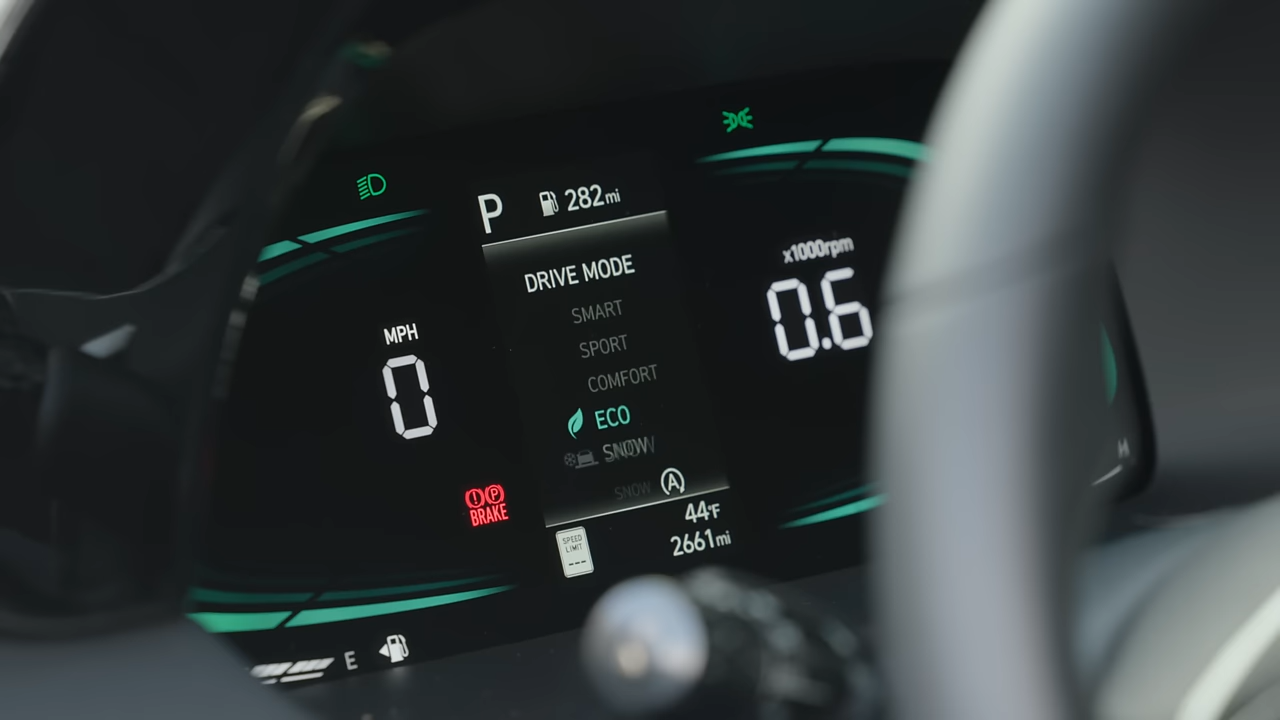 P 282mi
DRIVE MODE
SMART
SPORT
COMFORT
ECO
SNOW
SNOW
A
MPH
0
x1000rpm
0.6
P
BRAKE
SPEED
LIMIT
---
44°F
2661mi
E
H